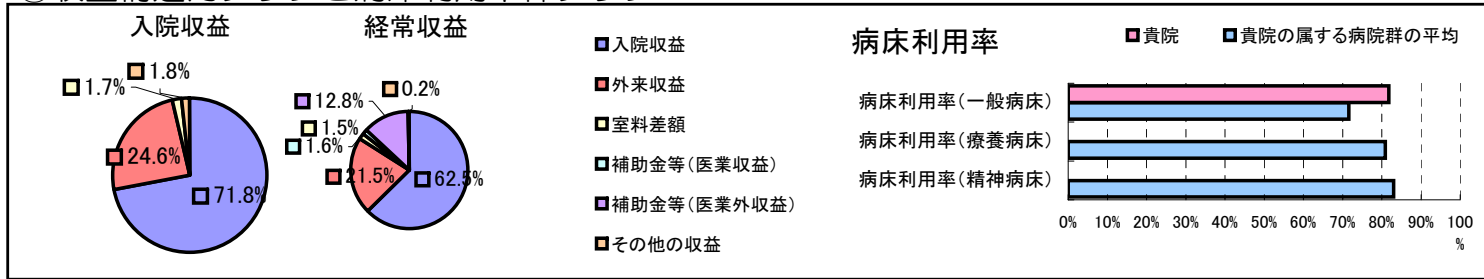 入院収益
経常収益
1.8%
1.7%
24.6%
71.8%
0.2%
12.8%
1.5%
1.6%
21.5%
62.5%
入院収益
外来収益
室料差額
補助金等(医業収益)
補助金等(医業外収益)
その他の収益
病床利用率
貴院
貴院の属する病院群の平均
病床利用率(一般病床)
病床利用率(療養病床)
病床利用率(精神病床)
0% 10% 20% 30% 40% 50% 60% 70% 80% 90% 100
%